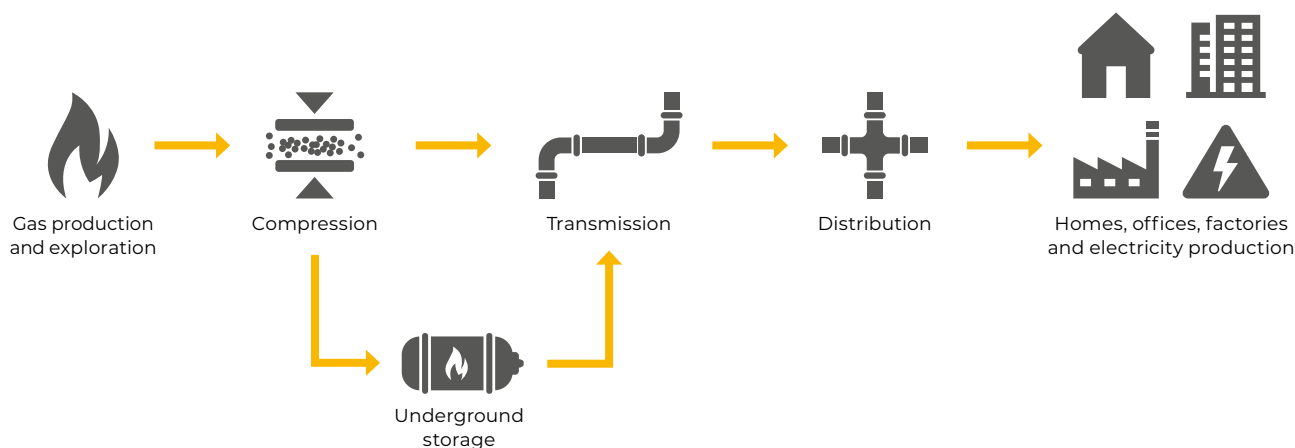 Gas production
and exploration
Compression
Transmission
Distribution
Homes, offices, factories
and electricity production
Underground
storage